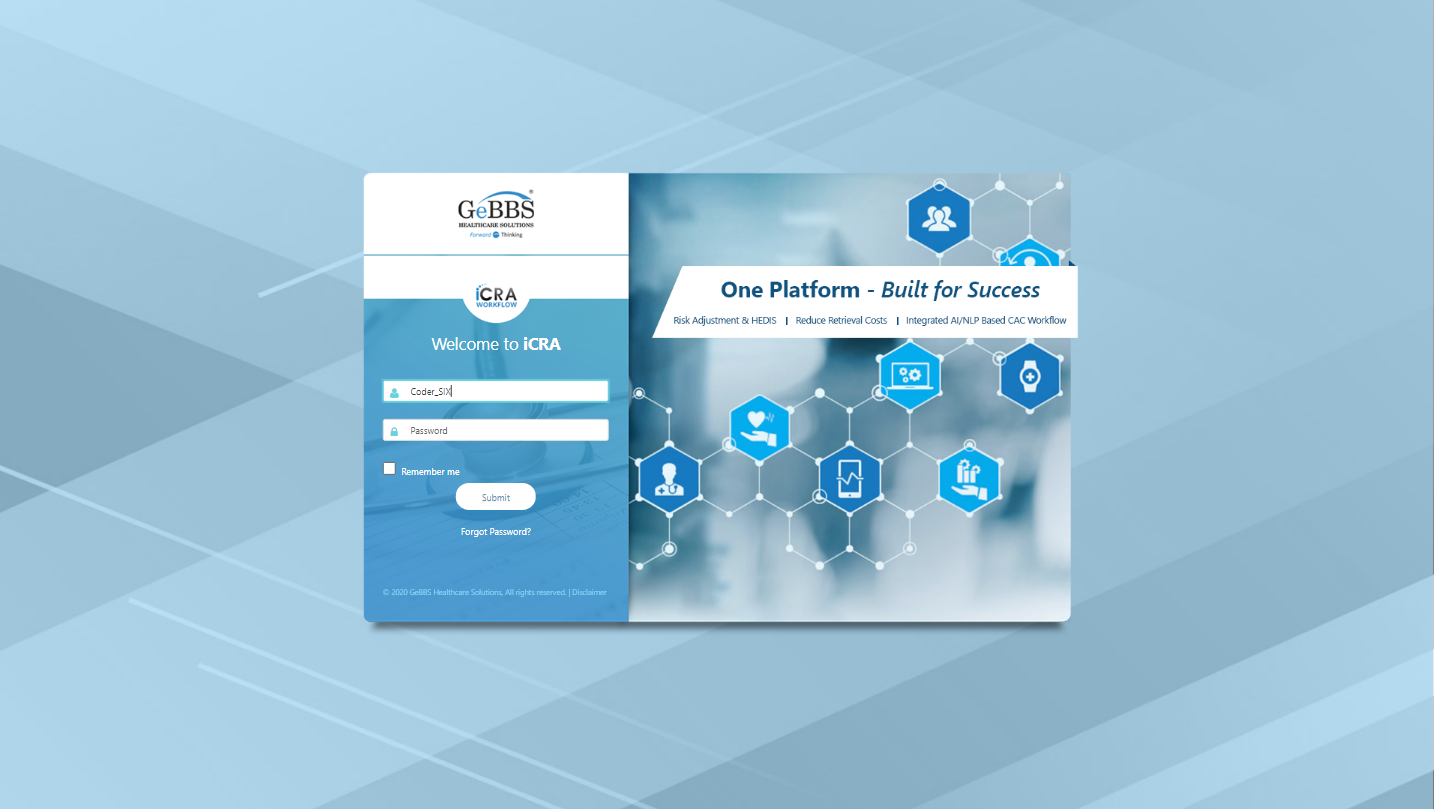 GeBBS®
HEALTHCARE SOLUTIONS
Forward Thinking
iCRA
WORKFLOW
Welcome to iCRA
Coder_SIX
Password
Remember me
Submit
Forgot Password?
© 2020 GeBBS Healthcare Solutions, All rights reserved. | Disclaimer
One Platform - Built for Success
Risk Adjustment & HEDIS | Reduce Retrieval Costs | Integrated AI/NLP Based CAC Workflow